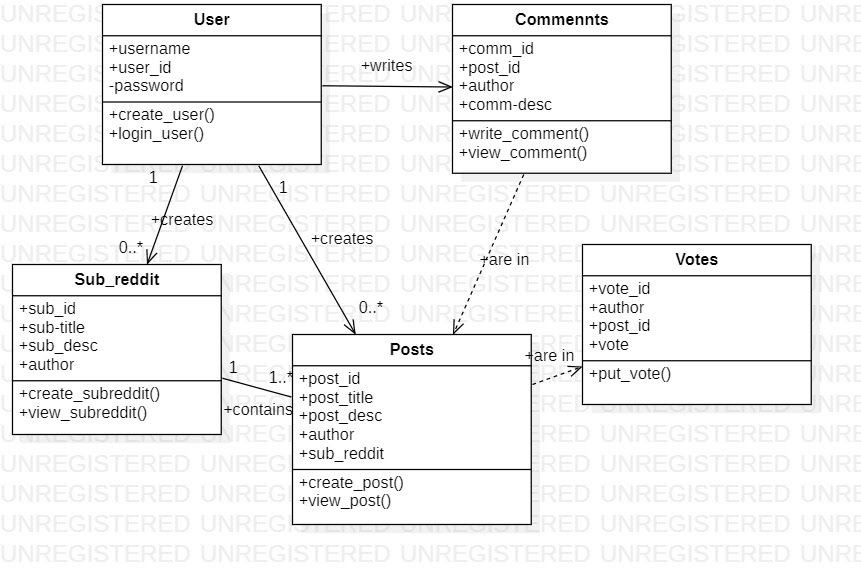 User
+username
+user_id
-password
+create_user()
+login_user()
Commennts
+comm_id
+post_id
+author
+comm-desc
+write_comment()
+view_comment()
+writes
1
+creates
0..*
1
+creates
0..*
+are in
Sub_reddit
+sub_id
+sub-title
+sub_desc
+author
+create_subreddit()
+view_subreddit()
1
1..*
+contains
Posts
+post_id
+post_title
+post_desc
+author
+sub_reddit
+create_post()
+view_post()
+are in
Votes
+vote_id
+author
+post_id
+vote
+put_vote()
UNREGISTERED